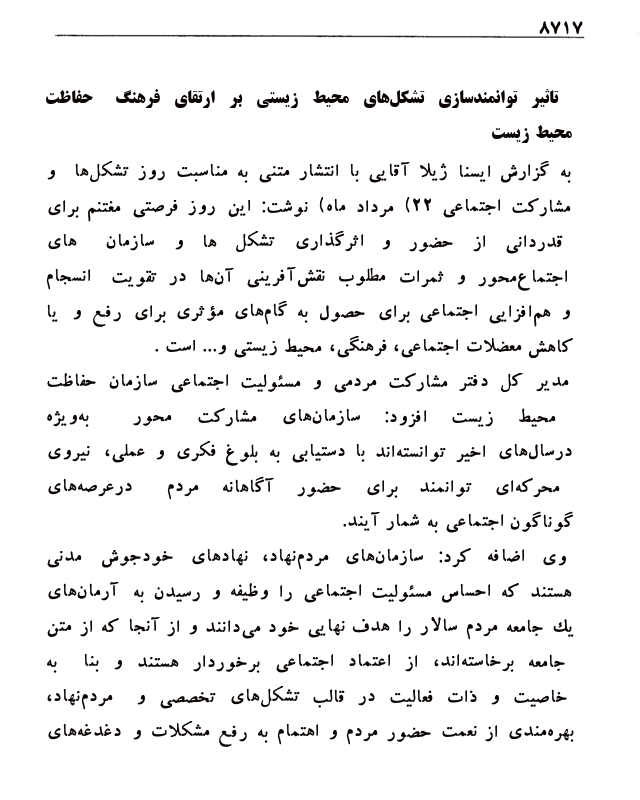 ۸۷۱۷
تاثیر توانمندسازی تشکل‌های محیط زیستی بر ارتقای فرهنگ حفاظت
محیط زیست
به گزارش ایسنا ژیلا آقایی با انتشار متنی به مناسبت روز تشکل‌ها و
مشارکت اجتماعی ۲۲) مرداد ماه) نوشت: این روز فرصتی مغتنم برای
قدردانی از حضور و اثرگذاری تشکل ها و سازمان های
اجتماع‌محور و ثمرات مطلوب نقش‌آفرینی آن‌ها در تقویت انسجام
و هم‌افزایی اجتماعی برای حصول به گام‌های مؤثری برای رفع و یا
کاهش معضلات اجتماعی، فرهنگی، محیط زیستی و... است .
مدیر کل دفتر مشارکت مردمی و مسئولیت اجتماعی سازمان حفاظت
محیط زیست افزود: سازمان‌های مشارکت محور به‌ویژه
درسال‌های اخیر توانسته‌اند با دستیابی به بلوغ فکری و عملی، نیروی
محرکه‌ای توانمند برای حضور آگاهانه مردم درعرصه‌های
گوناگون اجتماعی به شمار آیند.
وی اضافه کرد: سازمان‌های مردم‌نهاد، نهادهای خودجوش مدنی
هستند که احساس مسئولیت اجتماعی را وظیفه و رسیدن به آرمان‌های
یك جامعه مردم سالار را هدف نهایی خود می‌دانند و از آنجا که از متن
جامعه برخاسته‌اند، از اعتماد اجتماعی برخوردار هستند و بنا به
خاصیت و ذات فعالیت در قالب تشکل‌های تخصصی و مردم‌نهاد،
بهره‌مندی از نعمت حضور مردم و اهتمام به رفع مشکلات و دغدغه‌های